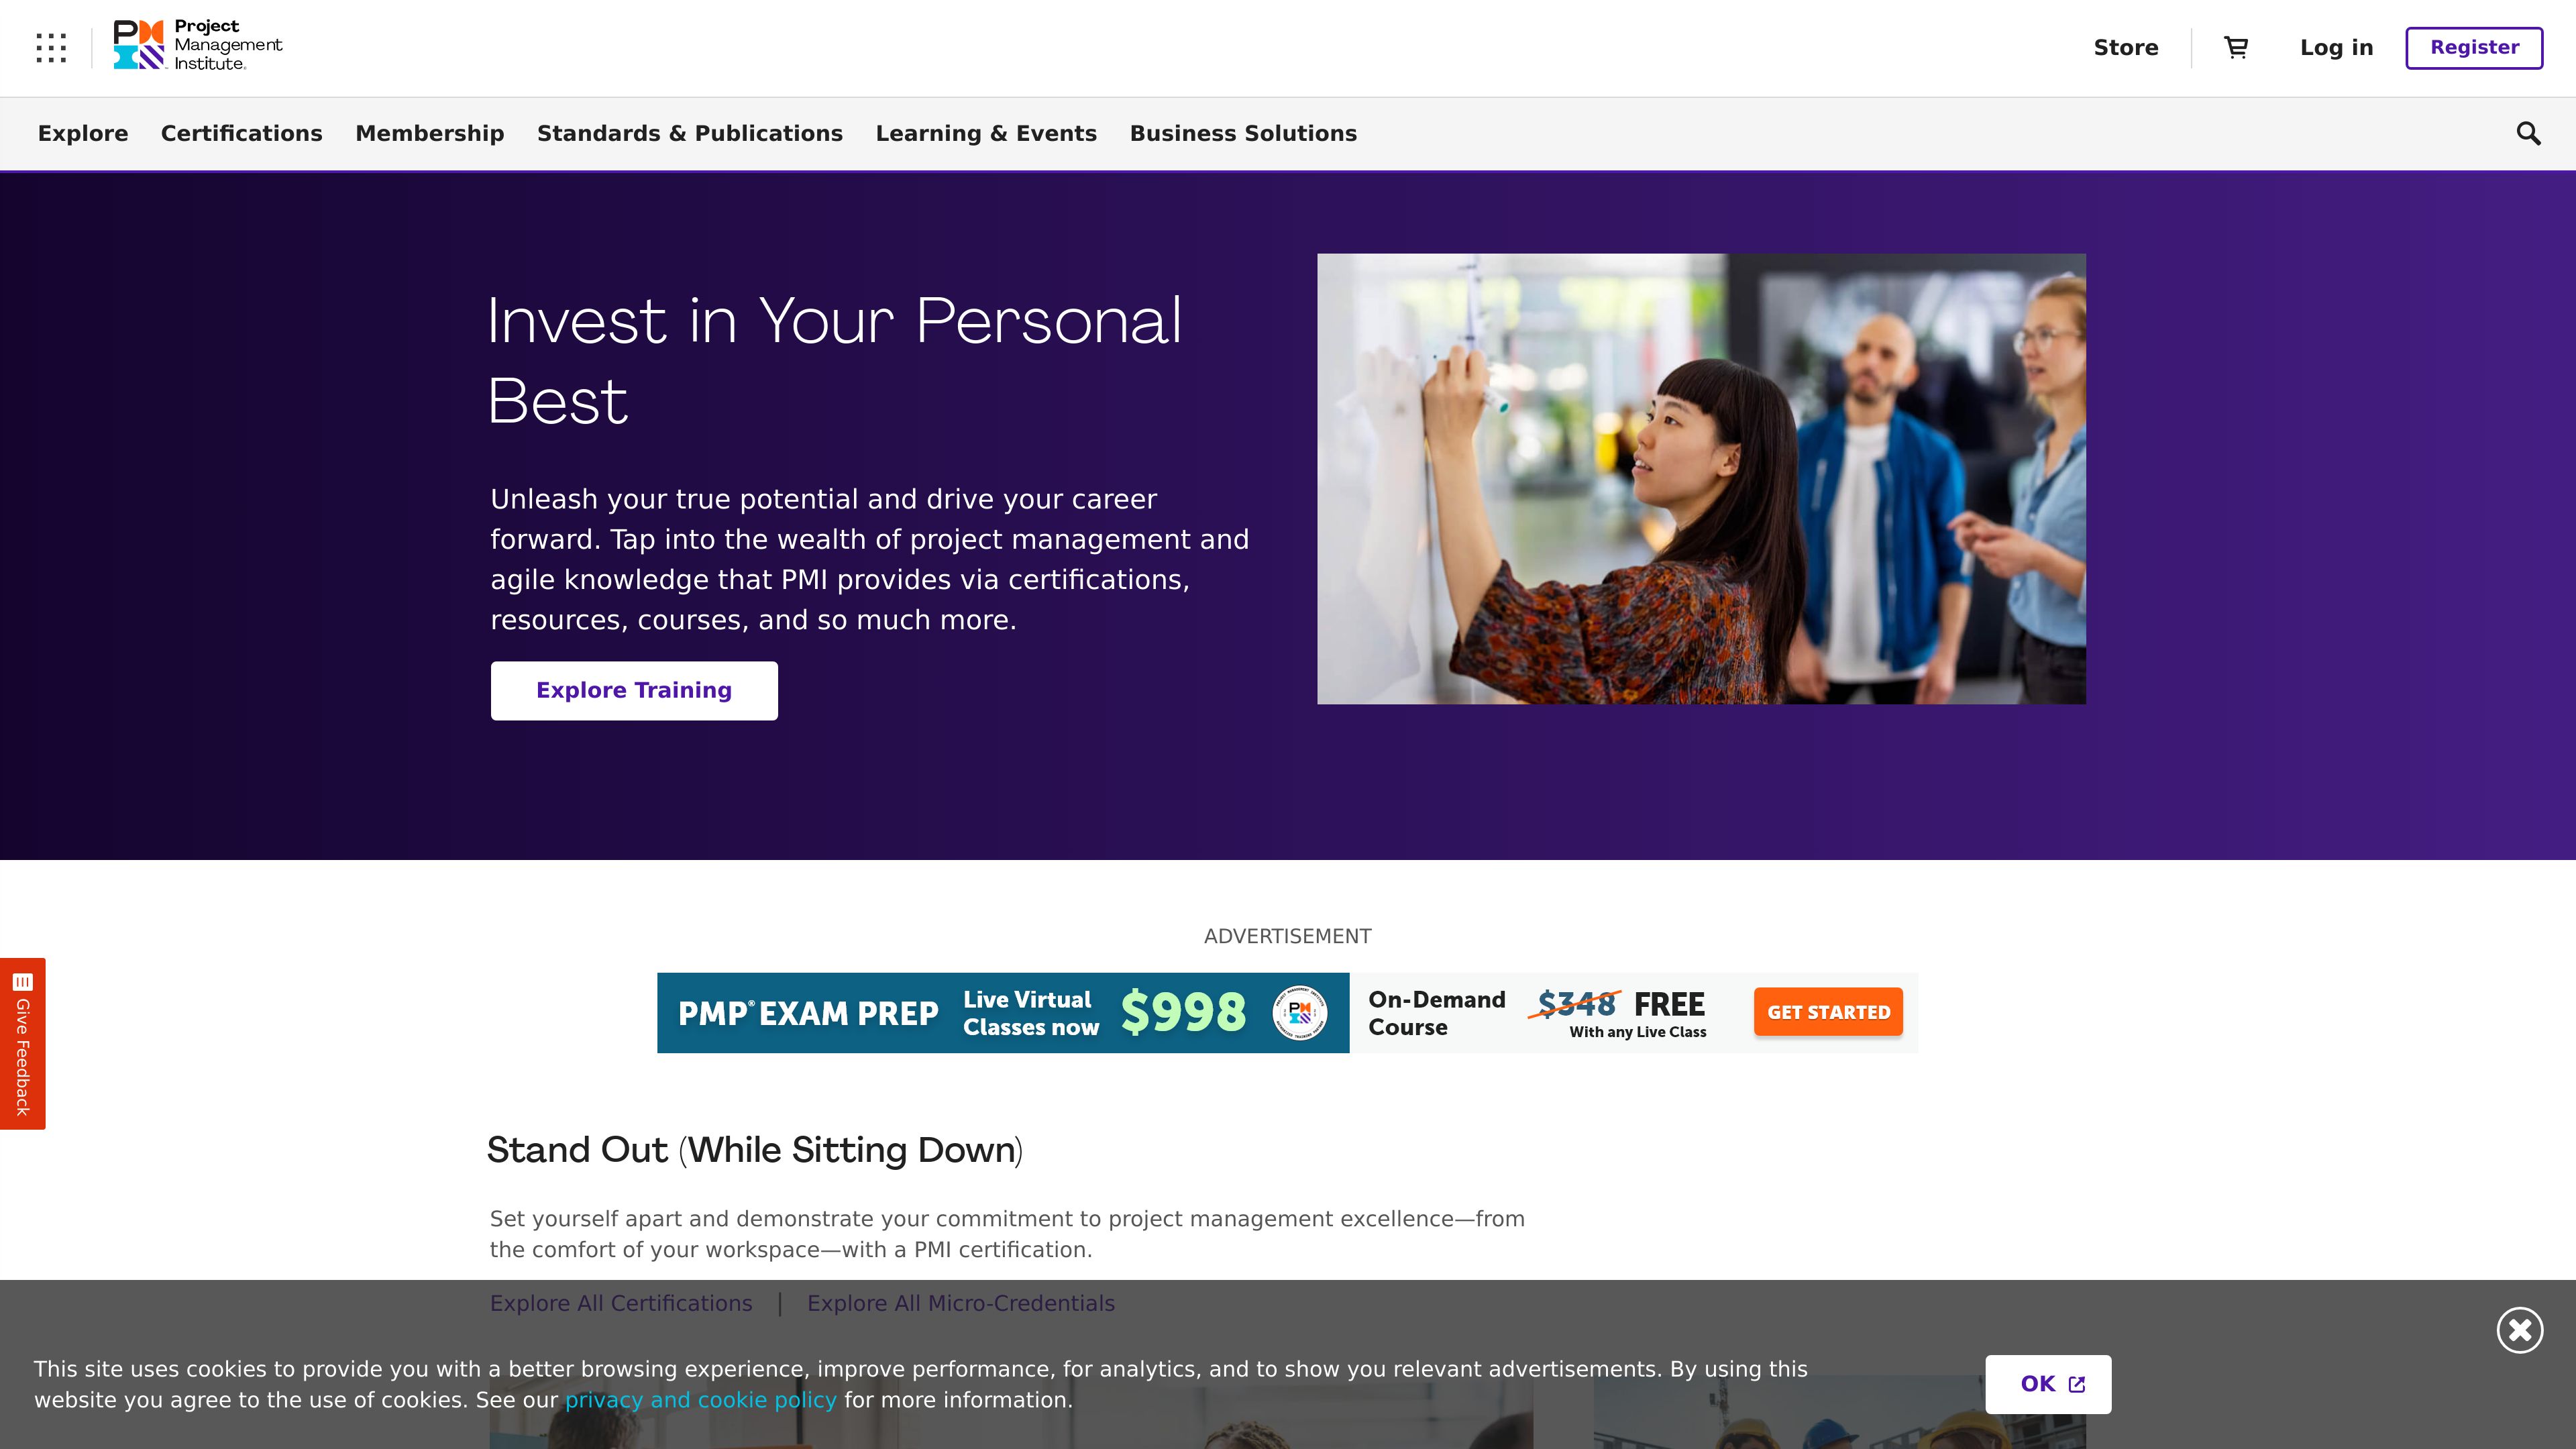 Project
Management
Institute.
Store
Log in
Register
Explore
Certifications
Membership
Standards & Publications
Learning & Events
Business Solutions
Invest in Your Personal
Best
Unleash your true potential and drive your career
forward. Tap into the wealth of project management and
agile knowledge that PMI provides via certifications,
resources, courses, and so much more.
Explore Training
ADVERTISEMENT
PMP® EXAM PREP
Live Virtual
Classes now
$998
On-Demand
Course
$348 FREE
With any Live Class
GET STARTED
Give Feedback
Stand Out (While Sitting Down)
Set yourself apart and demonstrate your commitment to project management excellence—from
the comfort of your workspace—with a PMI certification.
Explore All Certifications | Explore All Micro-Credentials
This site uses cookies to provide you with a better browsing experience, improve performance, for analytics, and to show you relevant advertisements. By using this
website you agree to the use of cookies. See our privacy and cookie policy for more information.
OK